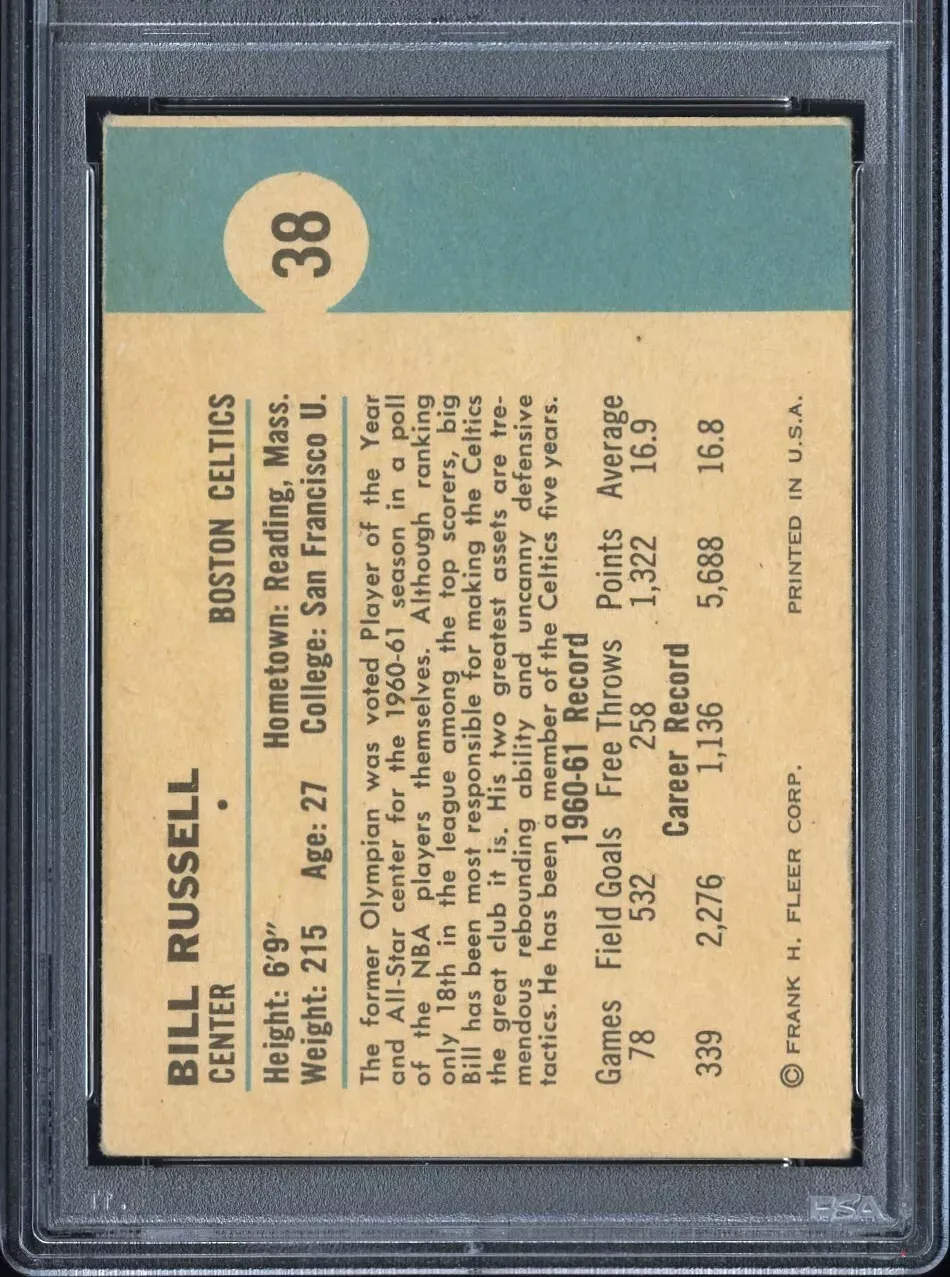 38
BILL RUSSELL
CENTER • BOSTON CELTICS
Height: 6'9" Hometown: Reading, Mass.
Weight: 215 Age: 27 College: San Francisco U.
The former Olympian was voted Player of the Year
and All-Star center for the 1960-61 season in a poll
of the NBA players themselves. Although ranking
only 18th in the league among the top scorers, big
Bill has been most responsible for making the Celtics
the great club it is. His two greatest assets are tre-
mendous rebounding ability and uncanny defensive
tactics. He has been a member of the Celtics five years.
1960-61 Record
Games Field Goals Free Throws Points Average
78 532 258 1,322 16.9
Career Record
339 2,276 1,136 5,688 16.8
© FRANK H. FLEER CORP. PRINTED IN U.S.A.